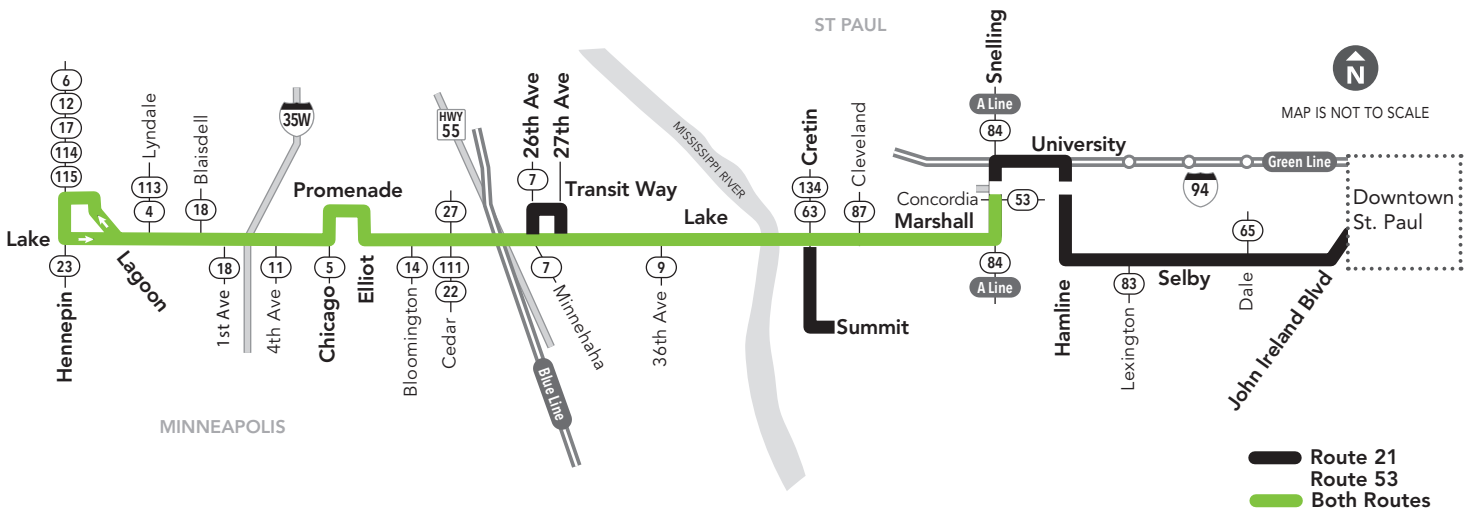 ST PAUL
6
12
17
114
115
Lyndale
113
4
Blaisdell
18
35W
Promenade
HWY
55
27
26th Ave
27th Ave
7
Transit Way
MISSISSIPPI RIVER
Lake
Cretin
134
63
Cleveland
87
Snelling
A Line
84
University
Concordia
53
Marshall
Green Line
94
N
MAP IS NOT TO SCALE
Downtown
St. Paul
Lake
23
Hennepin
Lagoon
18
1st Ave
11
4th Ave
5
Chicago
Elliot
14
Bloomington
111
22
Cedar
7
Minnehaha
Blue Line
9
36th Ave
Summit
84
A Line
Hamline
83
Lexington
Selby
65
Dale
John Ireland Blvd
MINNEAPOLIS
Route 21
Route 53
Both Routes